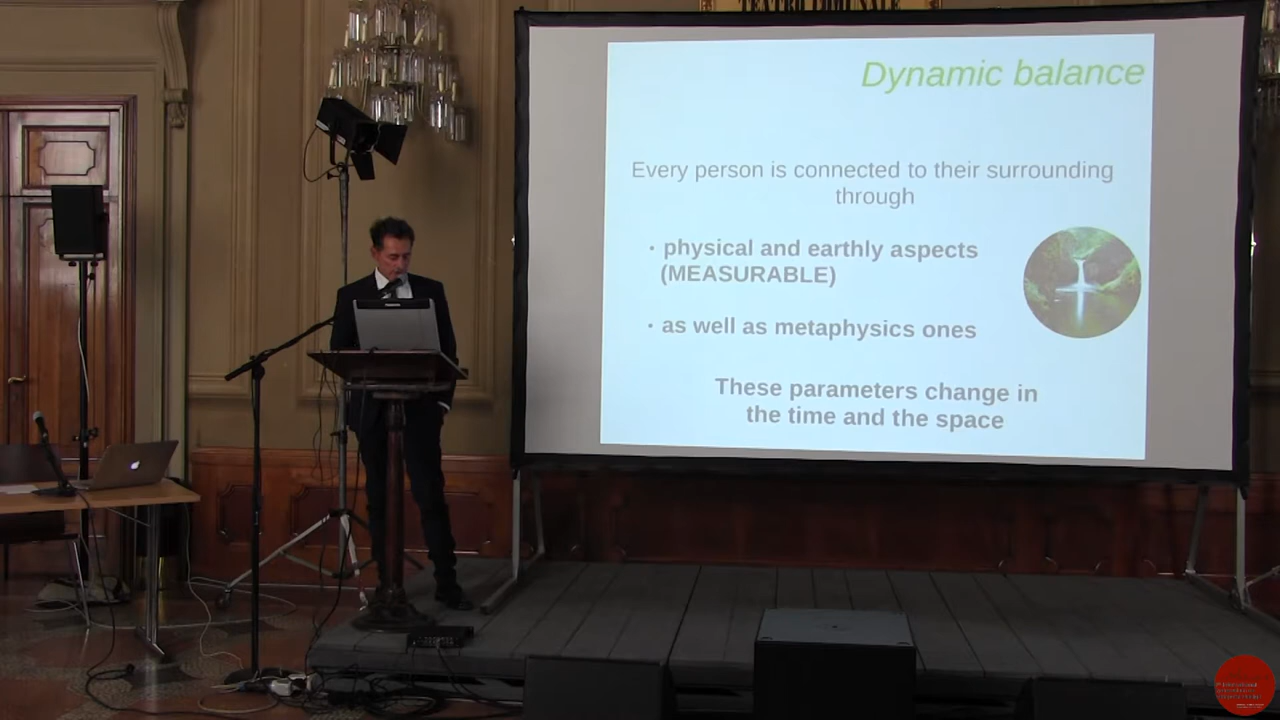 Dynamic balance
Every person is connected to their surrounding
through
· physical and earthly aspects
(MEASURABLE)
· as well as metaphysics ones
These parameters change in
the time and the space